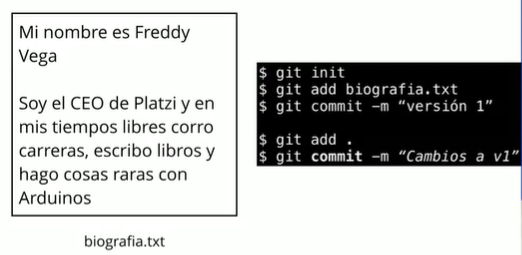 Mi nombre es Freddy
Vega
Soy el CEO de Platzi y en
mis tiempos libres corro
carreras, escribo libros y
hago cosas raras con
Arduinos
biografia.txt
$ git init
$ git add biografia.txt
$ git commit -m “versión 1”
$ git add .
$ git commit -m “Cambios a v1”